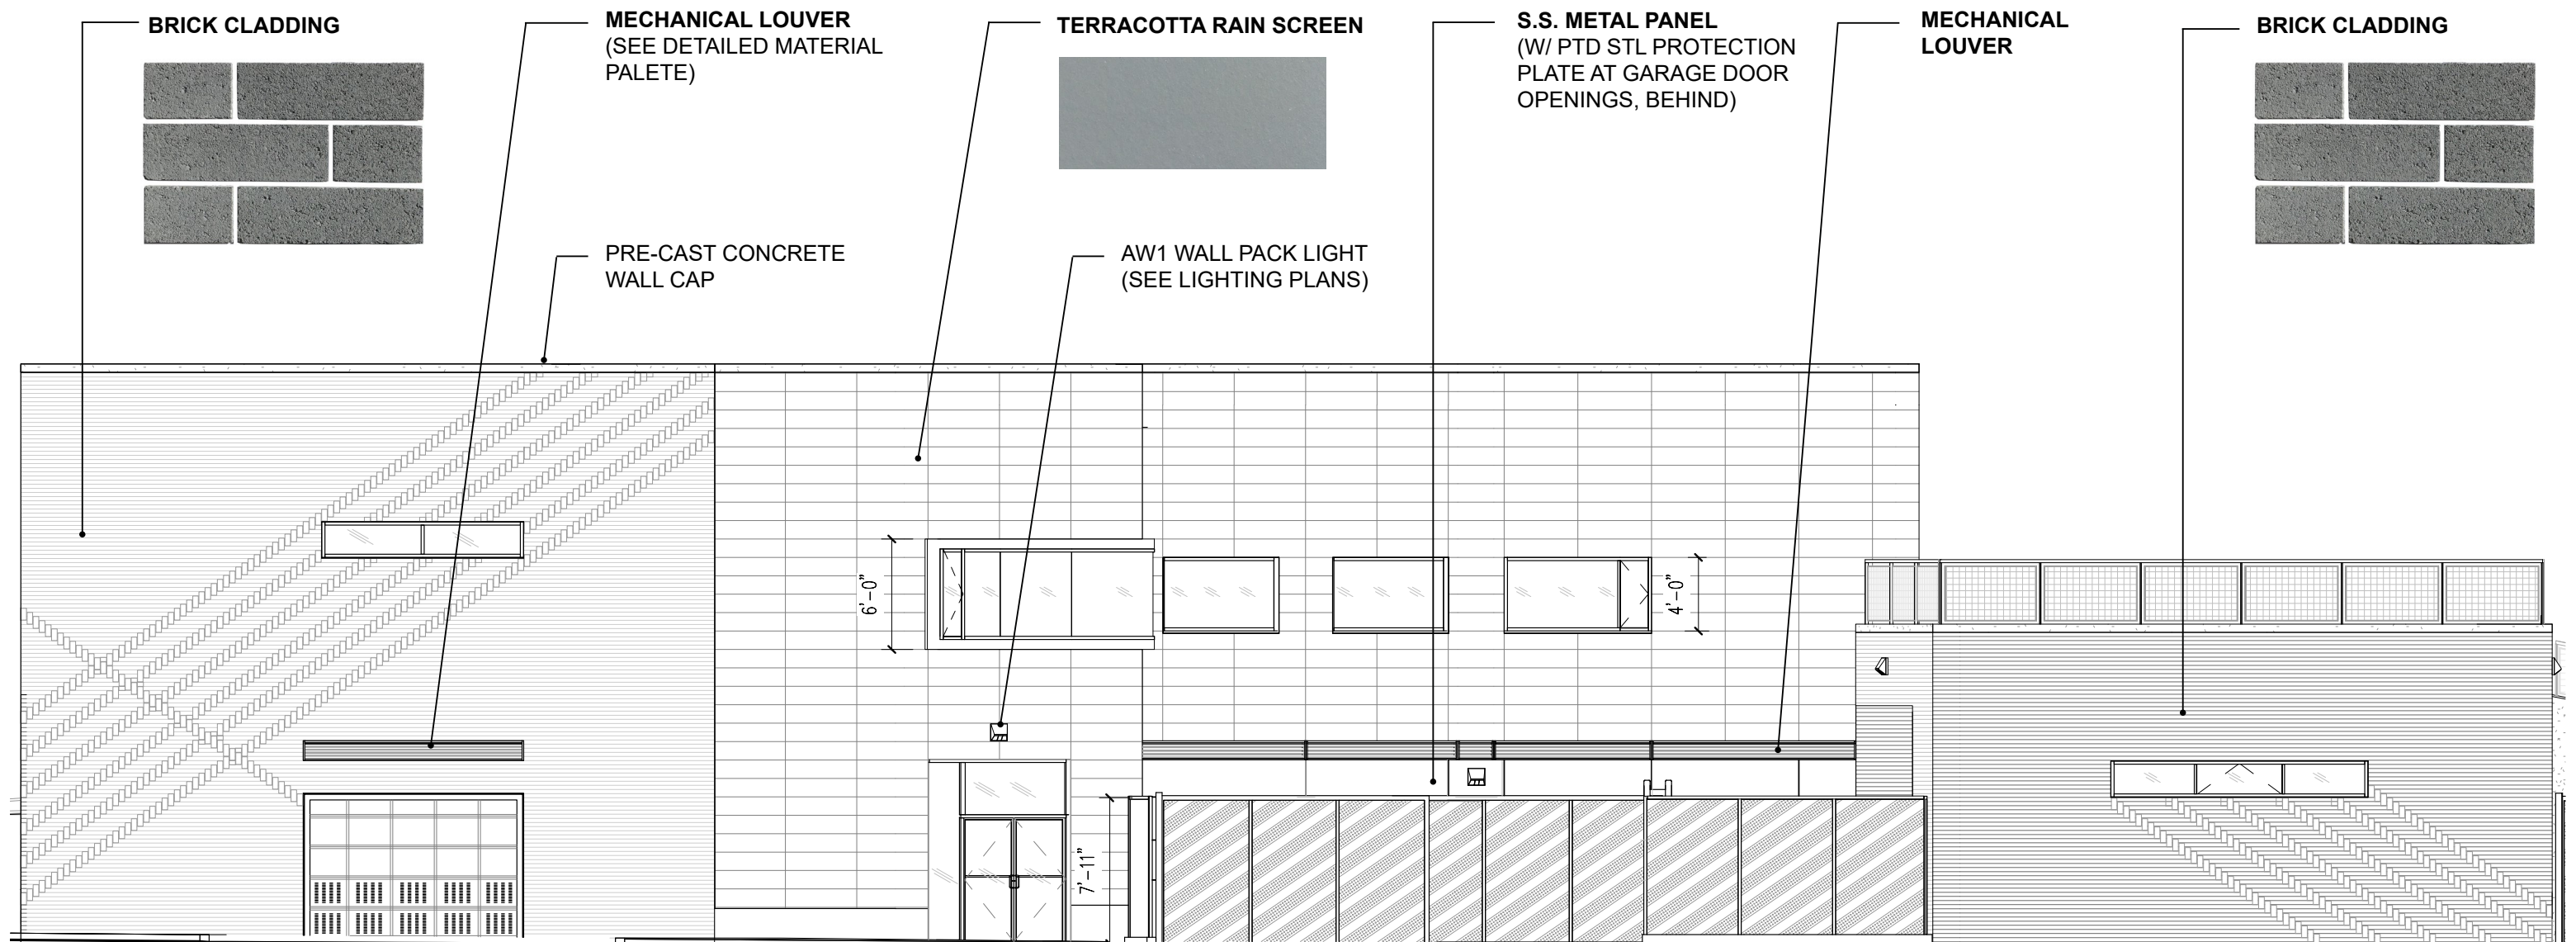 BRICK CLADDING
MECHANICAL LOUVER
(SEE DETAILED MATERIAL
PALETE)
TERRACOTTA RAIN SCREEN
S.S. METAL PANEL
(W/ PTD STL PROTECTION
PLATE AT GARAGE DOOR
OPENINGS, BEHIND)
MECHANICAL
LOUVER
BRICK CLADDING
PRE-CAST CONCRETE
WALL CAP
AW1 WALL PACK LIGHT
(SEE LIGHTING PLANS)
6'-0"
4'-0"
7'-11"